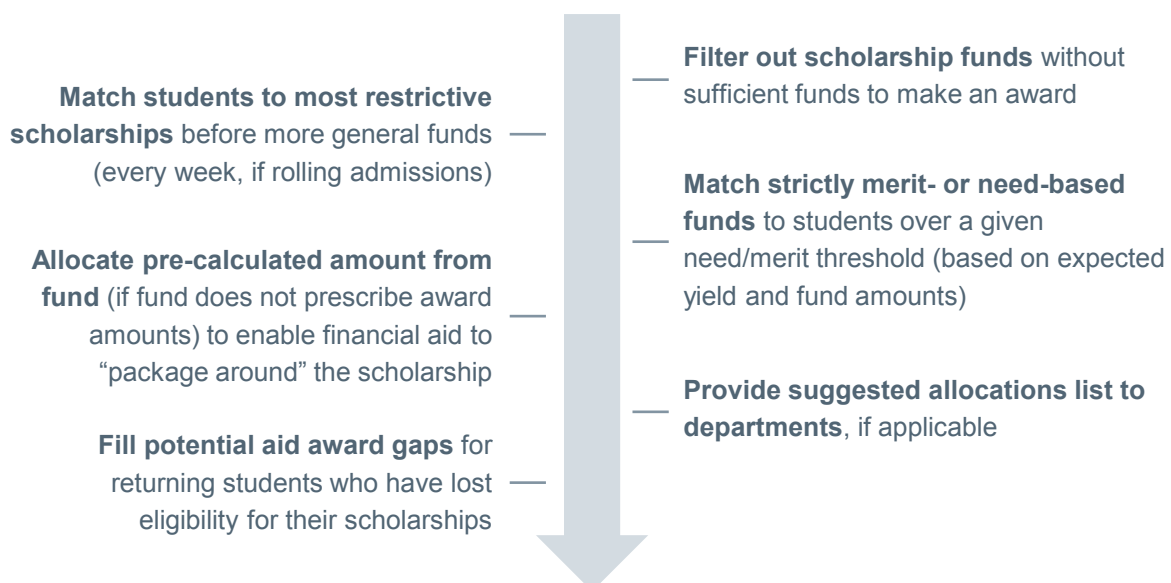 Filter out scholarship funds without
sufficient funds to make an award
Match students to most restrictive
scholarships before more general funds
(every week, if rolling admissions)
Match strictly merit- or need-based
funds to students over a given
need/merit threshold (based on expected
yield and fund amounts)
Allocate pre-calculated amount from
fund (if fund does not prescribe award
amounts) to enable financial aid to
“package around” the scholarship
Provide suggested allocations list to
departments, if applicable
Fill potential aid award gaps for
returning students who have lost
eligibility for their scholarships